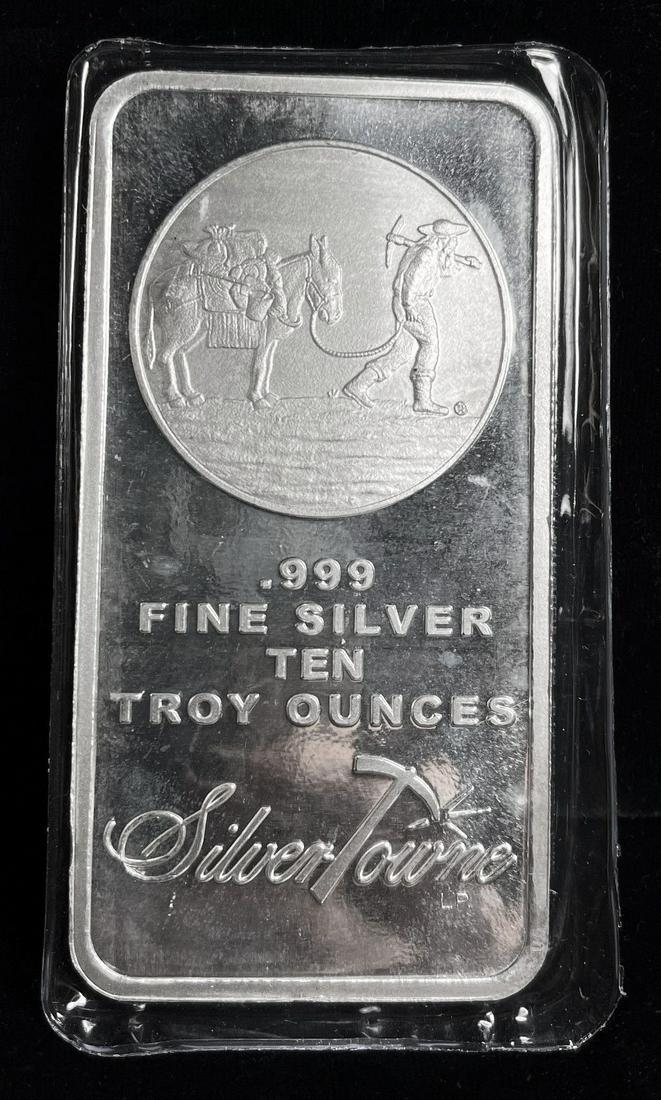 .999
FINE SILVER
TEN
TROY OUNCES
SilverTowne
LP